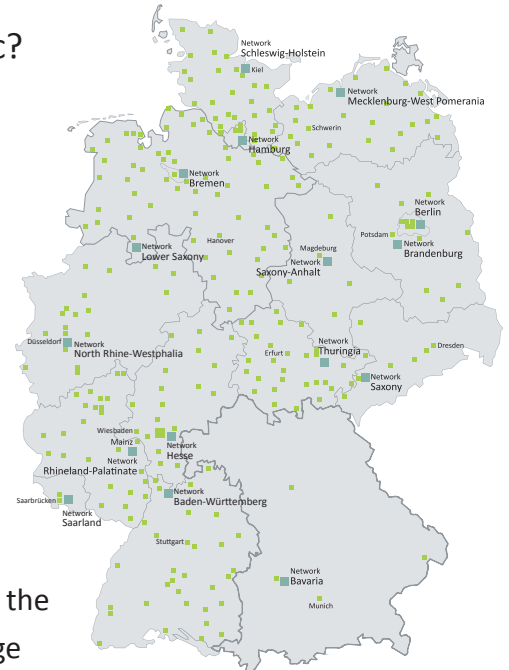 c?
Network
Schleswig-Holstein
Kiel
Network
Mecklenburg-West Pomerania
Schwerin
Network
Hamburg
Network
Bremen
Network
Berlin
Potsdam
Network
Brandenburg
Hanover
Network
Lower Saxony
Magdeburg
Network
Saxony-Anhalt
Düsseldorf
Network
North Rhine-Westphalia
Erfurt
Network
Thuringia
Dresden
Network
Saxony
Wiesbaden
Mainz
Network
Hesse
Network
Rhineland-Palatinate
Saarbrücken
Network
Saarland
Network
Baden-Württemberg
Stuttgart
Network
Bavaria
Munich
the
ge